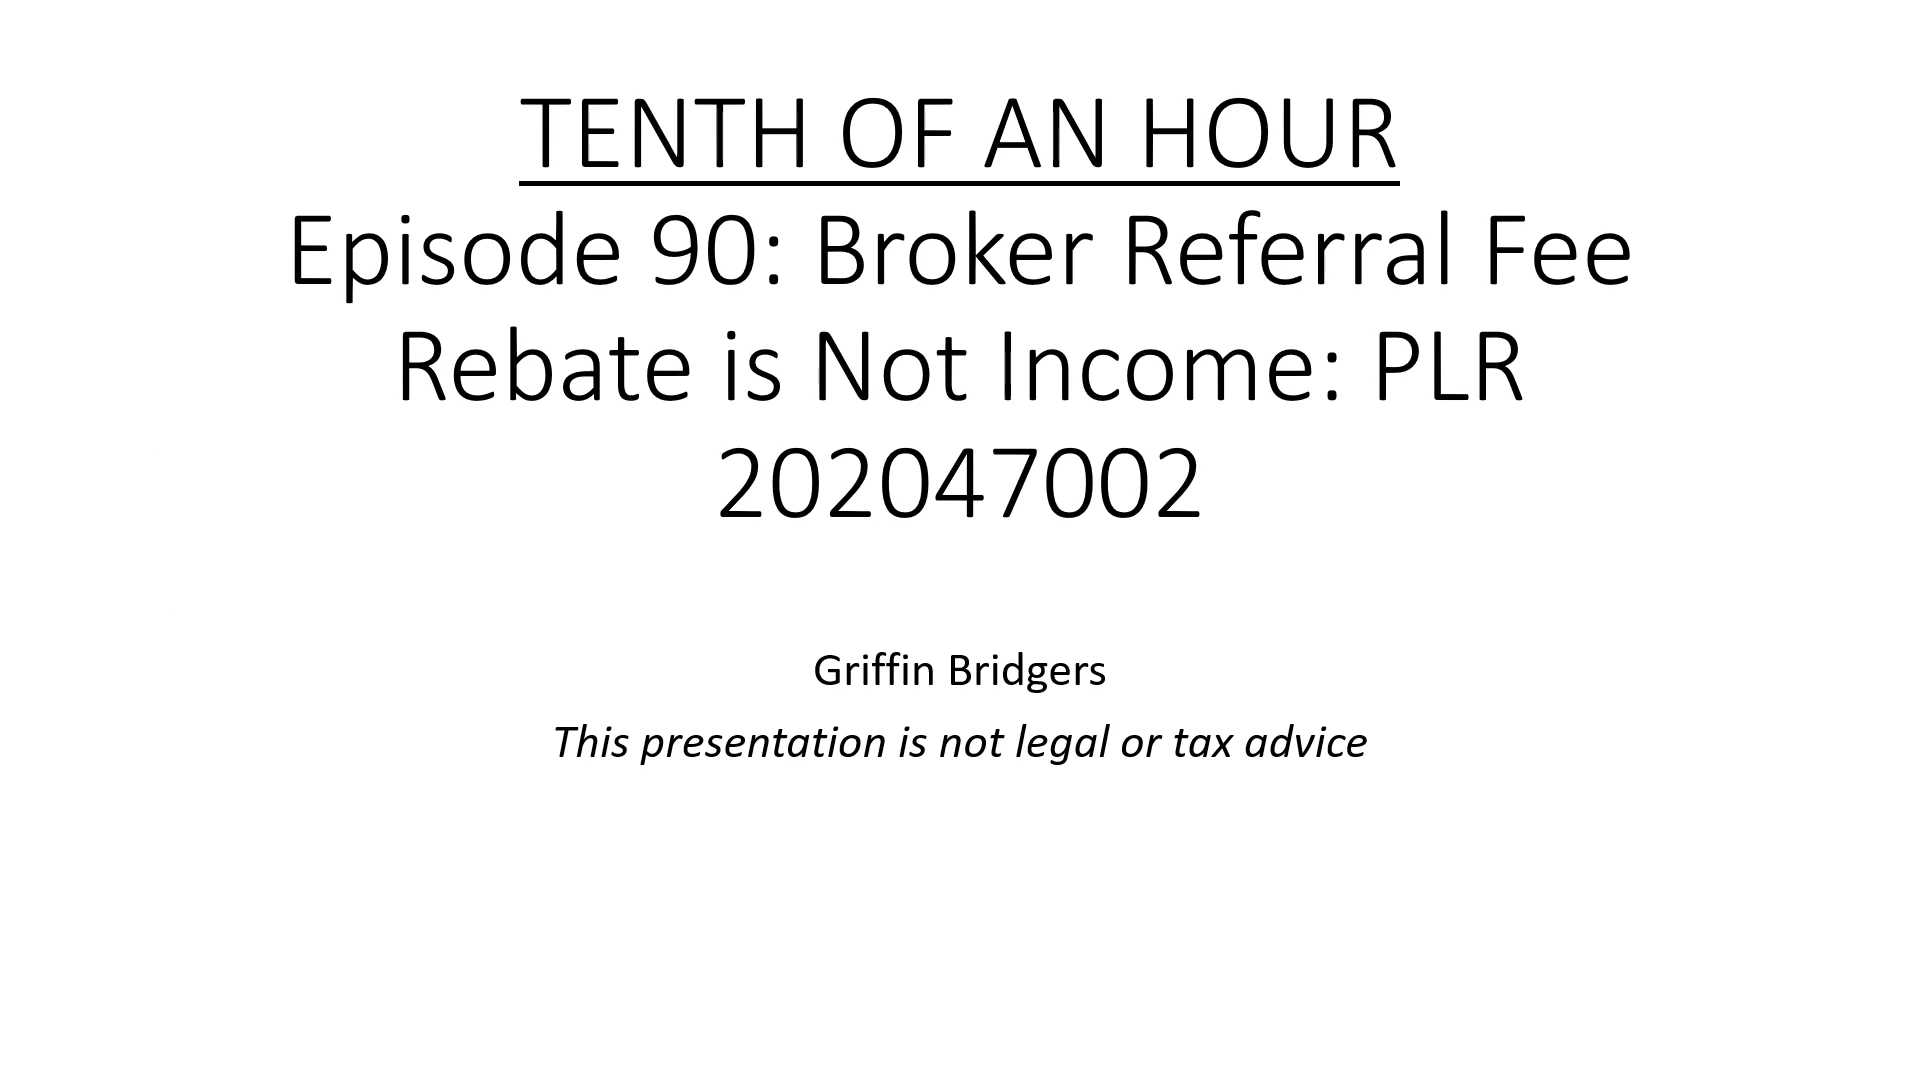 TENTH OF AN HOUR
Episode 90: Broker Referral Fee
Rebate is Not Income: PLR
202047002
Griffin Bridgers
This presentation is not legal or tax advice